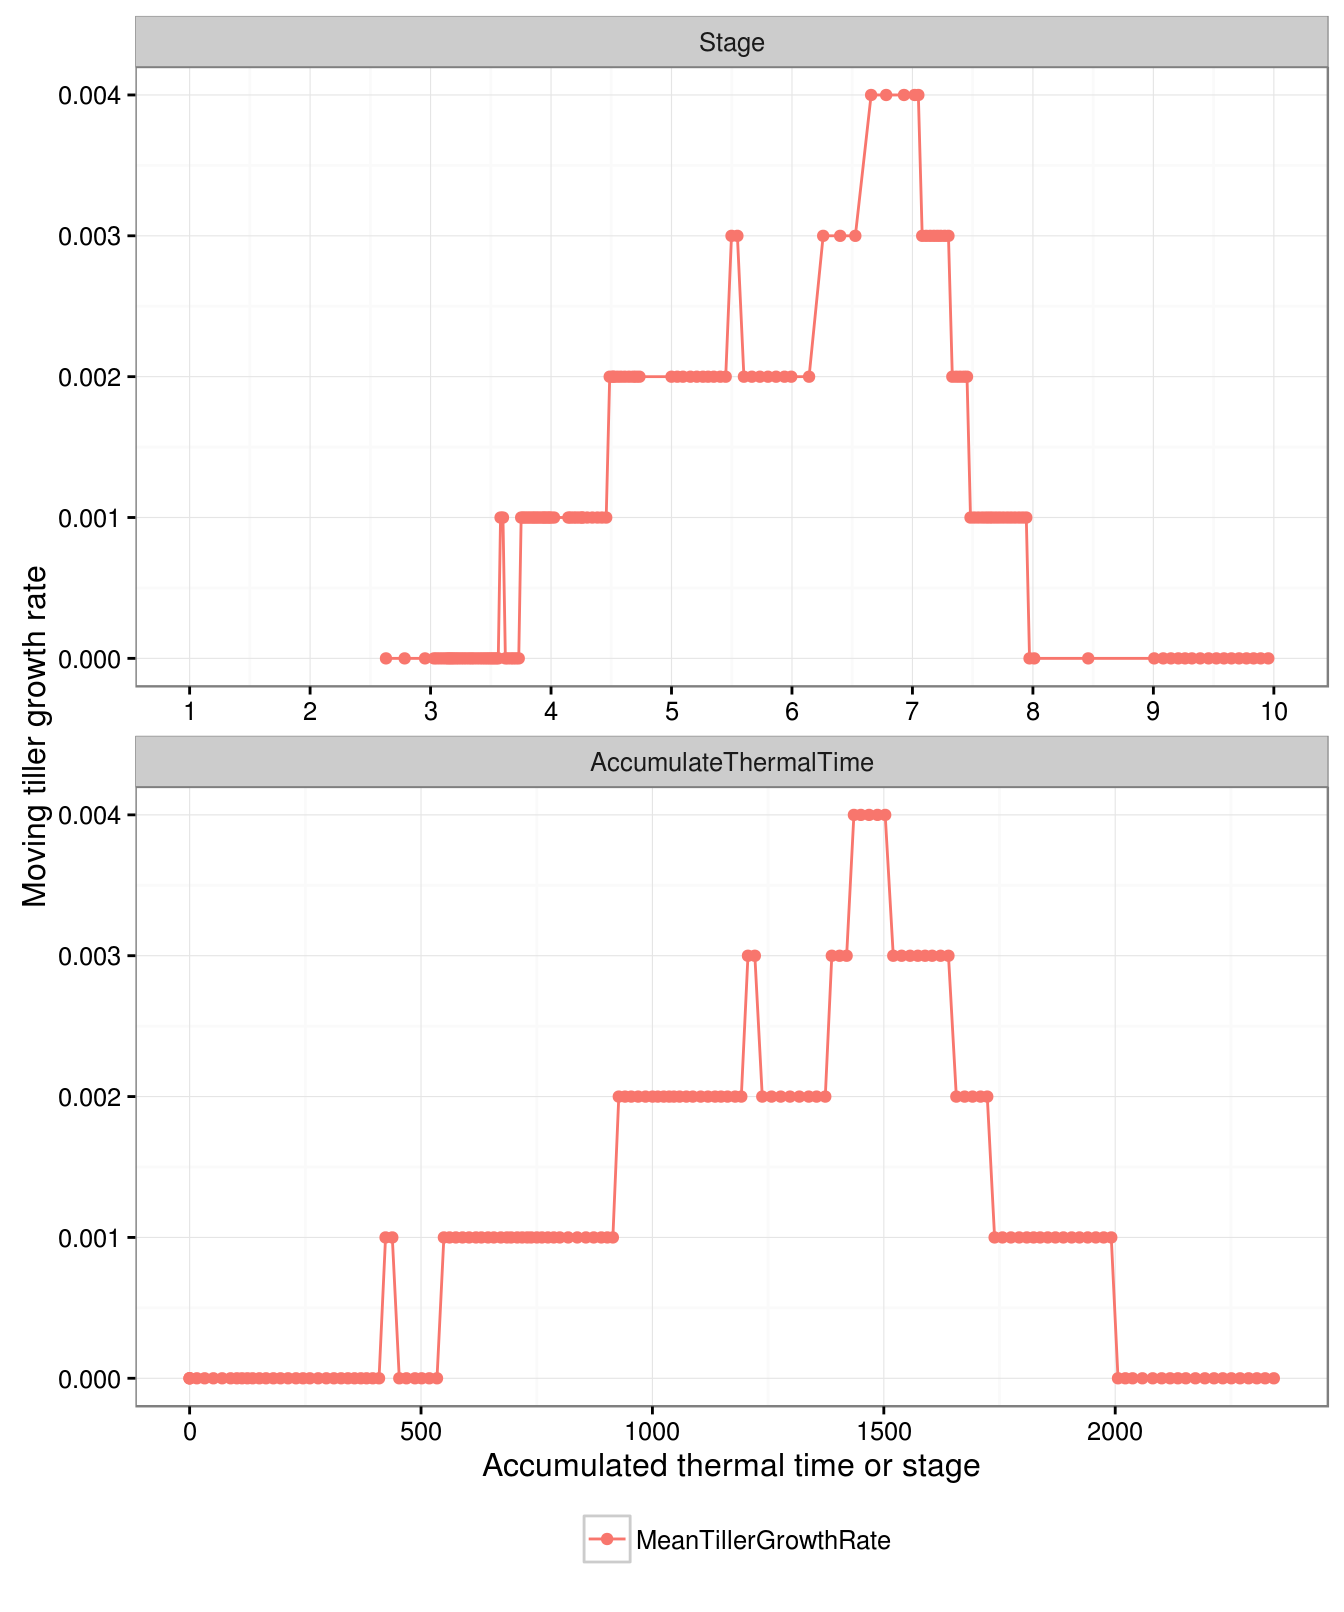 Stage
0.004
0.003
0.002
0.001
0.000
1 2 3 4 5 6 7 8 9 10
Moving tiller growth rate
AccumulateThermalTime
0.004
0.003
0.002
0.001
0.000
0 500 1000 1500 2000
Accumulated thermal time or stage
MeanTillerGrowthRate